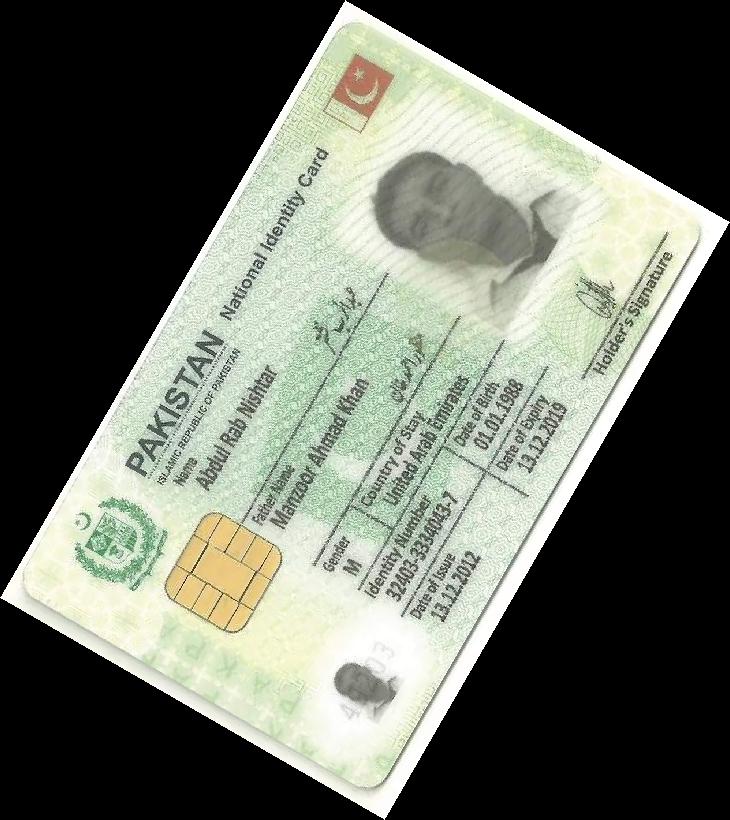 PAKISTAN National Identity Card
ISLAMIC REPUBLIC OF PAKISTAN
Name
Abdul Rab Nishtar
عبدالرب نشتر
Father Name
Manzoor Ahmad Khan
منظور احمد خان
Gender Country of Stay
M United Arab Emirates
Identity Number Date of Birth
32403-3334043-7 01.01.1988
Date of Issue Date of Expiry
13.12.2012 13.12.2019
Holder's Signature